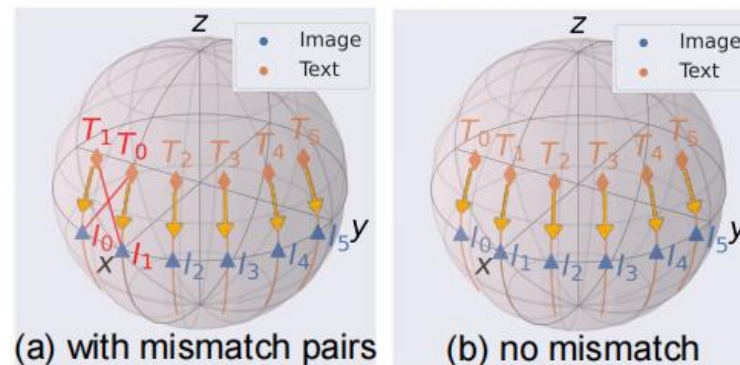 z
Image
Text
T₁ T₀ T₂ T₃ T₄ T₅
y
I₀ I₁ I₂ I₃ I₄ I₅
x
(a) with mismatch pairs
z
Image
Text
T₀ T₁ T₂ T₃ T₄ T₅
y
I₀ I₁ I₂ I₃ I₄ I₅
x
(b) no mismatch